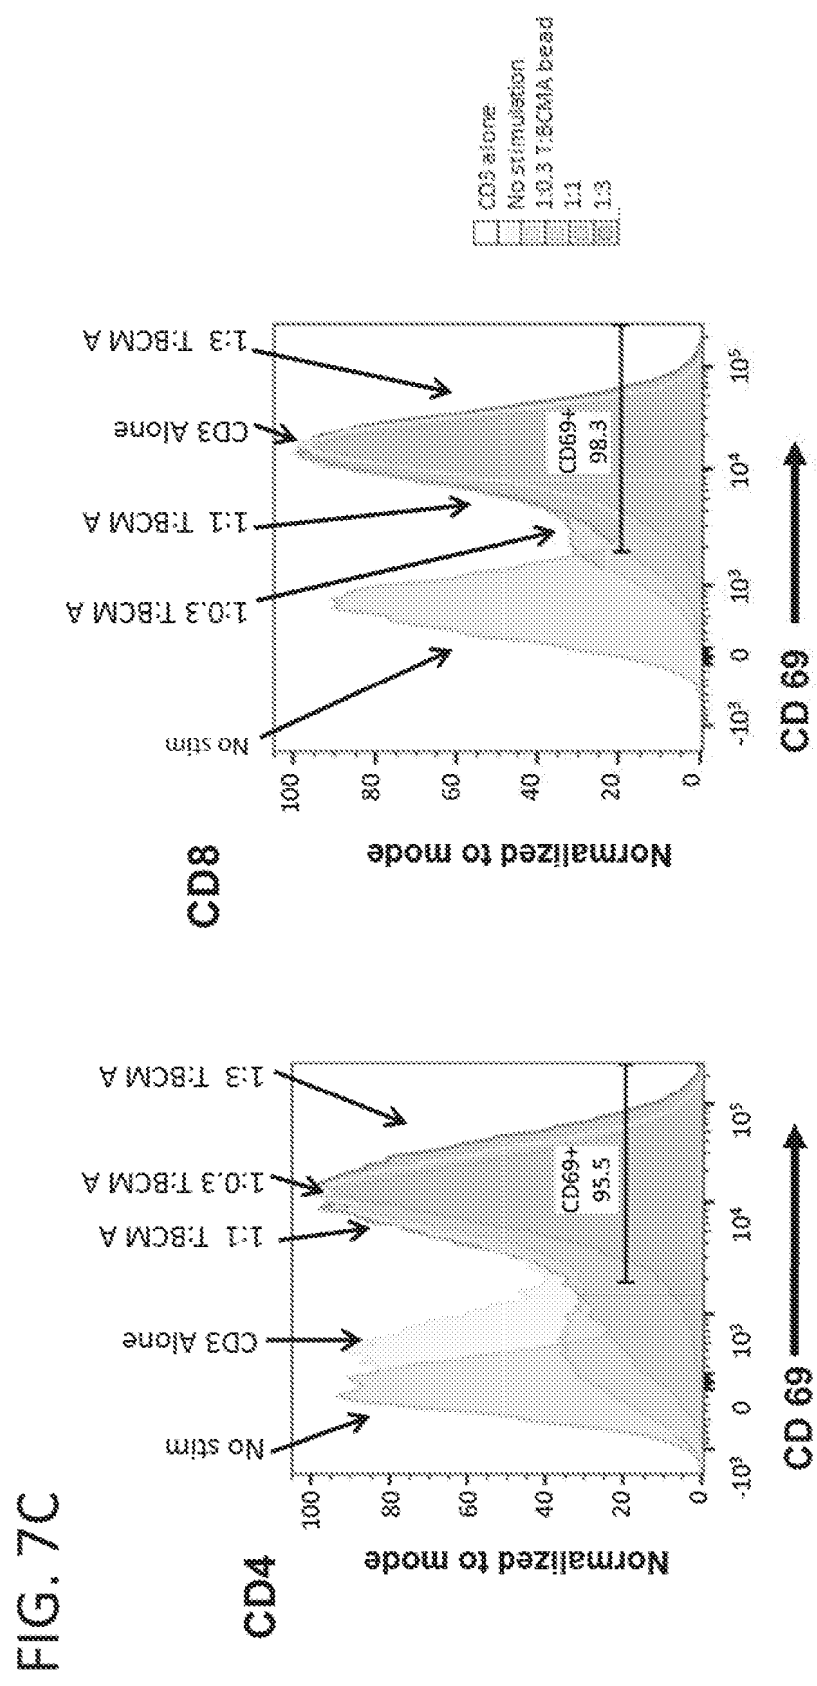 FIG. 7C
CD4
No stim
CD3 Alone
1:1 T:BCM A
1:0.3 T:BCM A
1:3 T:BCM A
Normalized to mode
100
80
60
40
20
0
CD69+
95.5
-10³
0
10³
10⁴
10⁵
CD 69
CD8
No stim
1:0.3 T:BCM A
1:1 T:BCM A
CD3 Alone
1:3 T:BCM A
Normalized to mode
100
80
60
40
20
0
CD69+
98.3
-10³
0
10³
10⁴
10⁵
CD 69
CD3 alone
No stimulation
1:0.3 T:BCMA bead
1:1
1:3